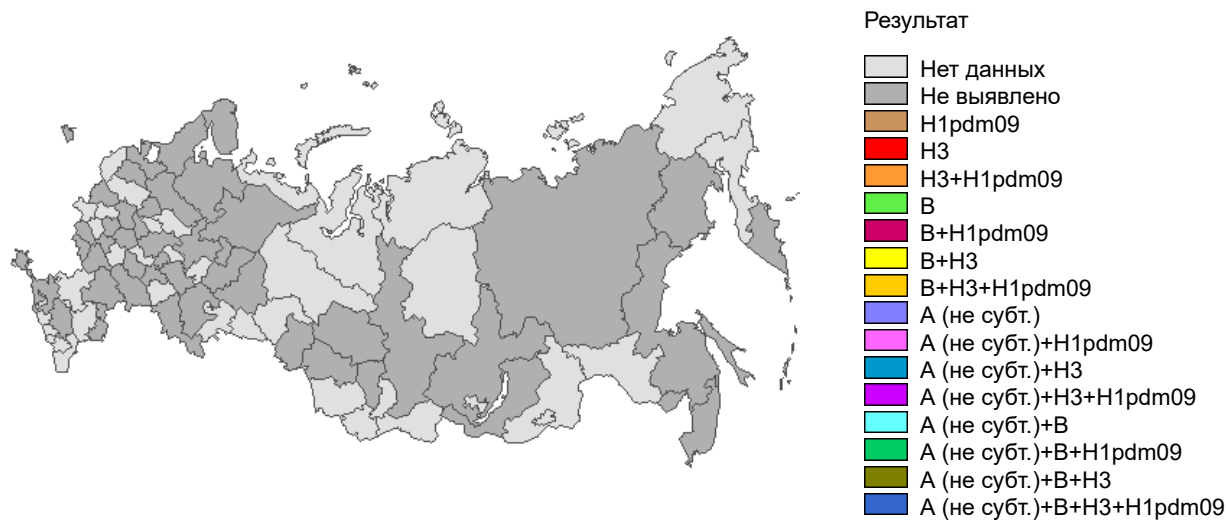 Результат
Нет данных
Не выявлено
H1pdm09
H3
H3+H1pdm09
B
B+H1pdm09
B+H3
B+H3+H1pdm09
А (не субт.)
А (не субт.)+H1pdm09
А (не субт.)+H3
А (не субт.)+H3+H1pdm09
А (не субт.)+B
А (не субт.)+B+H1pdm09
А (не субт.)+B+H3
А (не субт.)+B+H3+H1pdm09